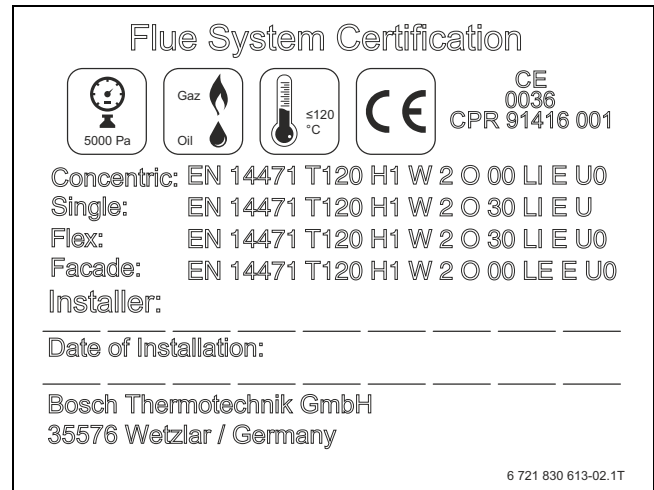 Flue System Certification
5000 Pa
Gaz
Oil
≤120
°C
CE
CE
0036
CPR 91416 001
Concentric: EN 14471 T120 H1 W 2 O 00 LI E U0
Single: EN 14471 T120 H1 W 2 O 30 LI E U
Flex: EN 14471 T120 H1 W 2 O 30 LI E U0
Facade: EN 14471 T120 H1 W 2 O 00 LE E U0
Installer:
Date of Installation:
Bosch Thermotechnik GmbH
35576 Wetzlar / Germany
6 721 830 613-02.1T